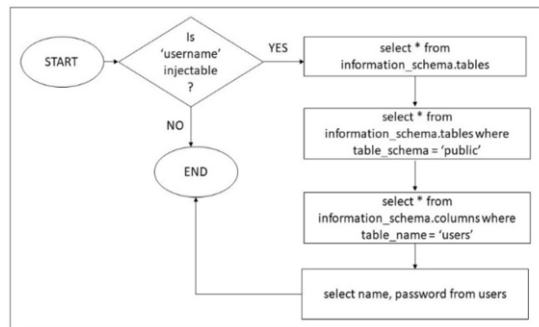 START
Is
‘username’
injectable
?
YES
NO
END
select * from
information_schema.tables
select * from
information_schema.tables where
table_schema = ‘public’
select * from
information_schema.columns where
table_name = ‘users’
select name, password from users